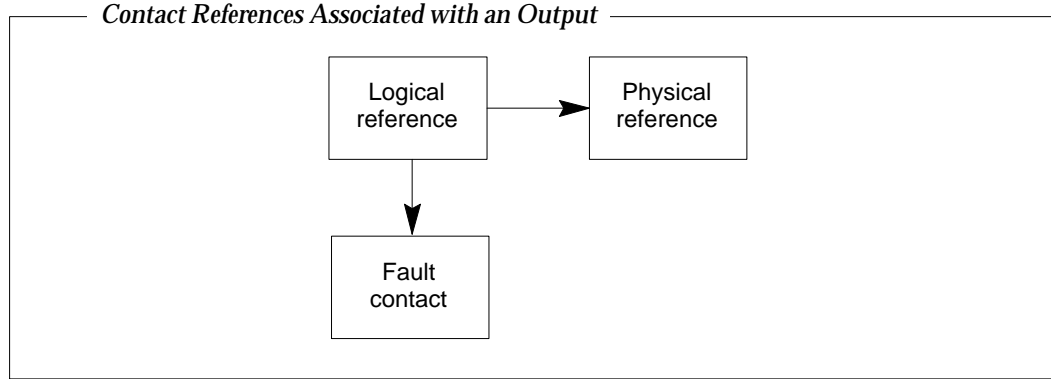 Contact References Associated with an Output
Logical
reference
Physical
reference
Fault
contact